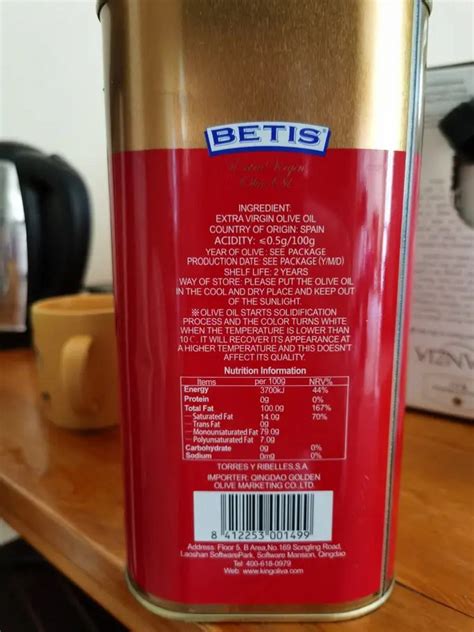 BETIS
Extra Virgin
Olive Oil
INGREDIENT:
EXTRA VIRGIN OLIVE OIL
COUNTRY OF ORIGIN: SPAIN
ACIDITY: ≤0.5g/100g
YEAR OF OLIVE: SEE PACKAGE
PRODUCTION DATE: SEE PACKAGE (Y/M/D)
SHELF LIFE: 2 YEARS
WAY OF STORE: PLEASE PUT THE OLIVE OIL
IN THE COOL AND DRY PLACE AND KEEP OUT
OF THE SUNLIGHT.
※OLIVE OIL STARTS SOLIDIFICATION
PROCESS AND THE COLOR TURNS WHITE
WHEN THE TEMPERATURE IS LOWER THAN
10℃. IT WILL RECOVER ITS APPEARANCE AT
A HIGHER TEMPERATURE AND THIS DOESN'T
AFFECT ITS QUALITY.
Nutrition Information
Items per 100g NRV%
Energy 3700kJ 44%
Protein 0g 0%
Total Fat 100.0g 167%
-Saturated Fat 14.0g 70%
-Trans Fat 0g
-Monounsaturated Fat 79.0g
-Polyunsaturated Fat 7.0g
Carbohydrate 0g 0%
Sodium 0mg 0%
TORRES Y RIBELLES,S.A
IMPORTER: QINGDAO GOLDEN
OLIVE MARKETING CO.,LTD.
8 412253 001499
Address: Floor 5, B Area,No.169 Songling Road,
Laoshan SoftwarePark, Software Mansion, Qingdao
Tel: 400-618-0979
Web: www.kingoliva.com